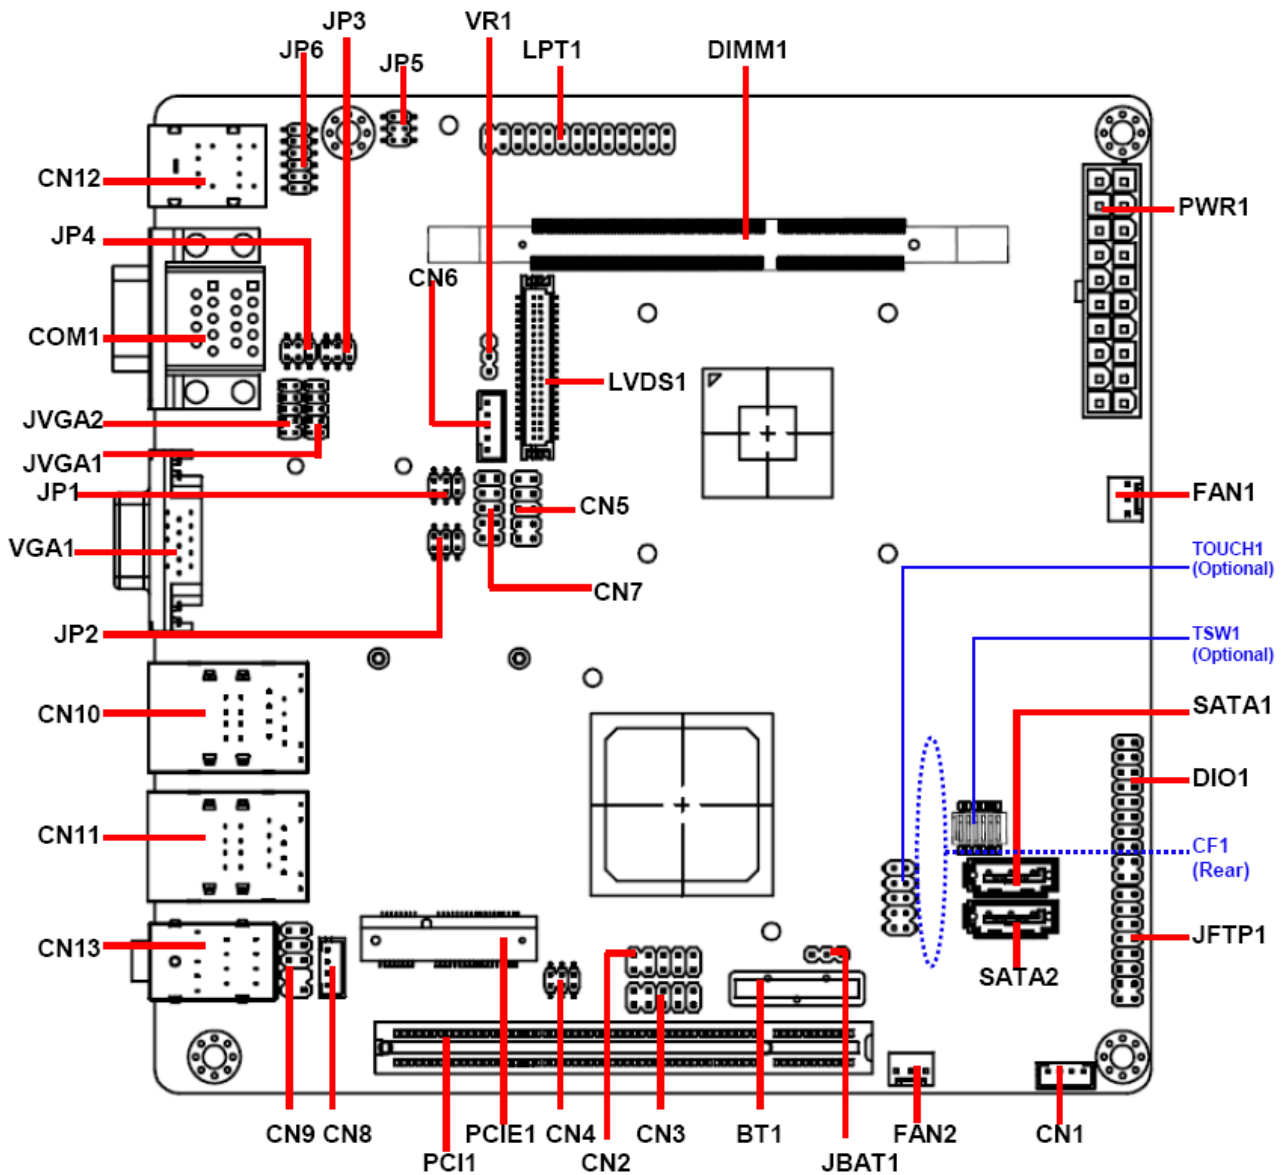 JP3
VR1
JP6
JP5
LPT1
DIMM1
CN12
PWR1
JP4
CN6
COM1
LVDS1
JVGA2
JVGA1
JP1
FAN1
CN5
VGA1
TOUCH1
(Optional)
CN7
JP2
TSW1
(Optional)
CN10
SATA1
DIO1
CN11
CF1
(Rear)
CN13
JFTP1
SATA2
CN9
CN8
PCIE1
CN4
CN3
BT1
FAN2
CN1
PCI1
CN2
JBAT1